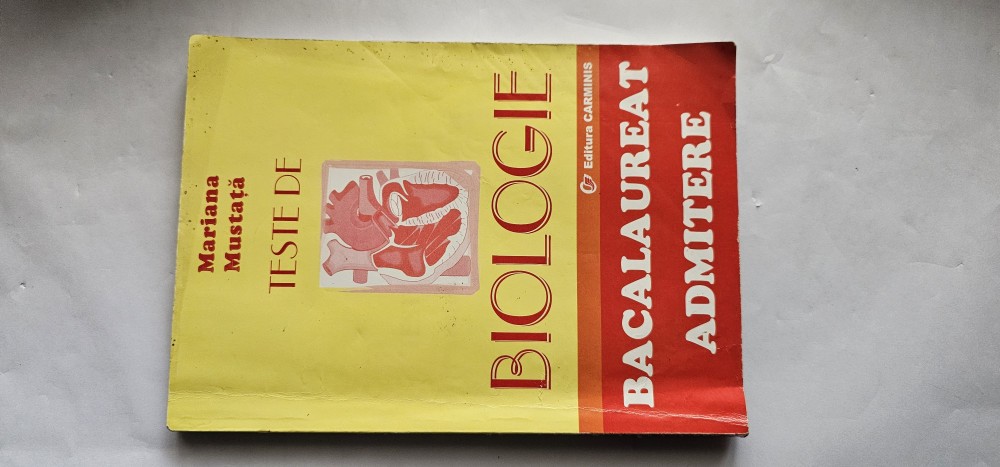 Mariana
Mustață
TESTE DE
BIOLOGIE
Editura CARMINIS
BACALAUREAT
ADMITERE